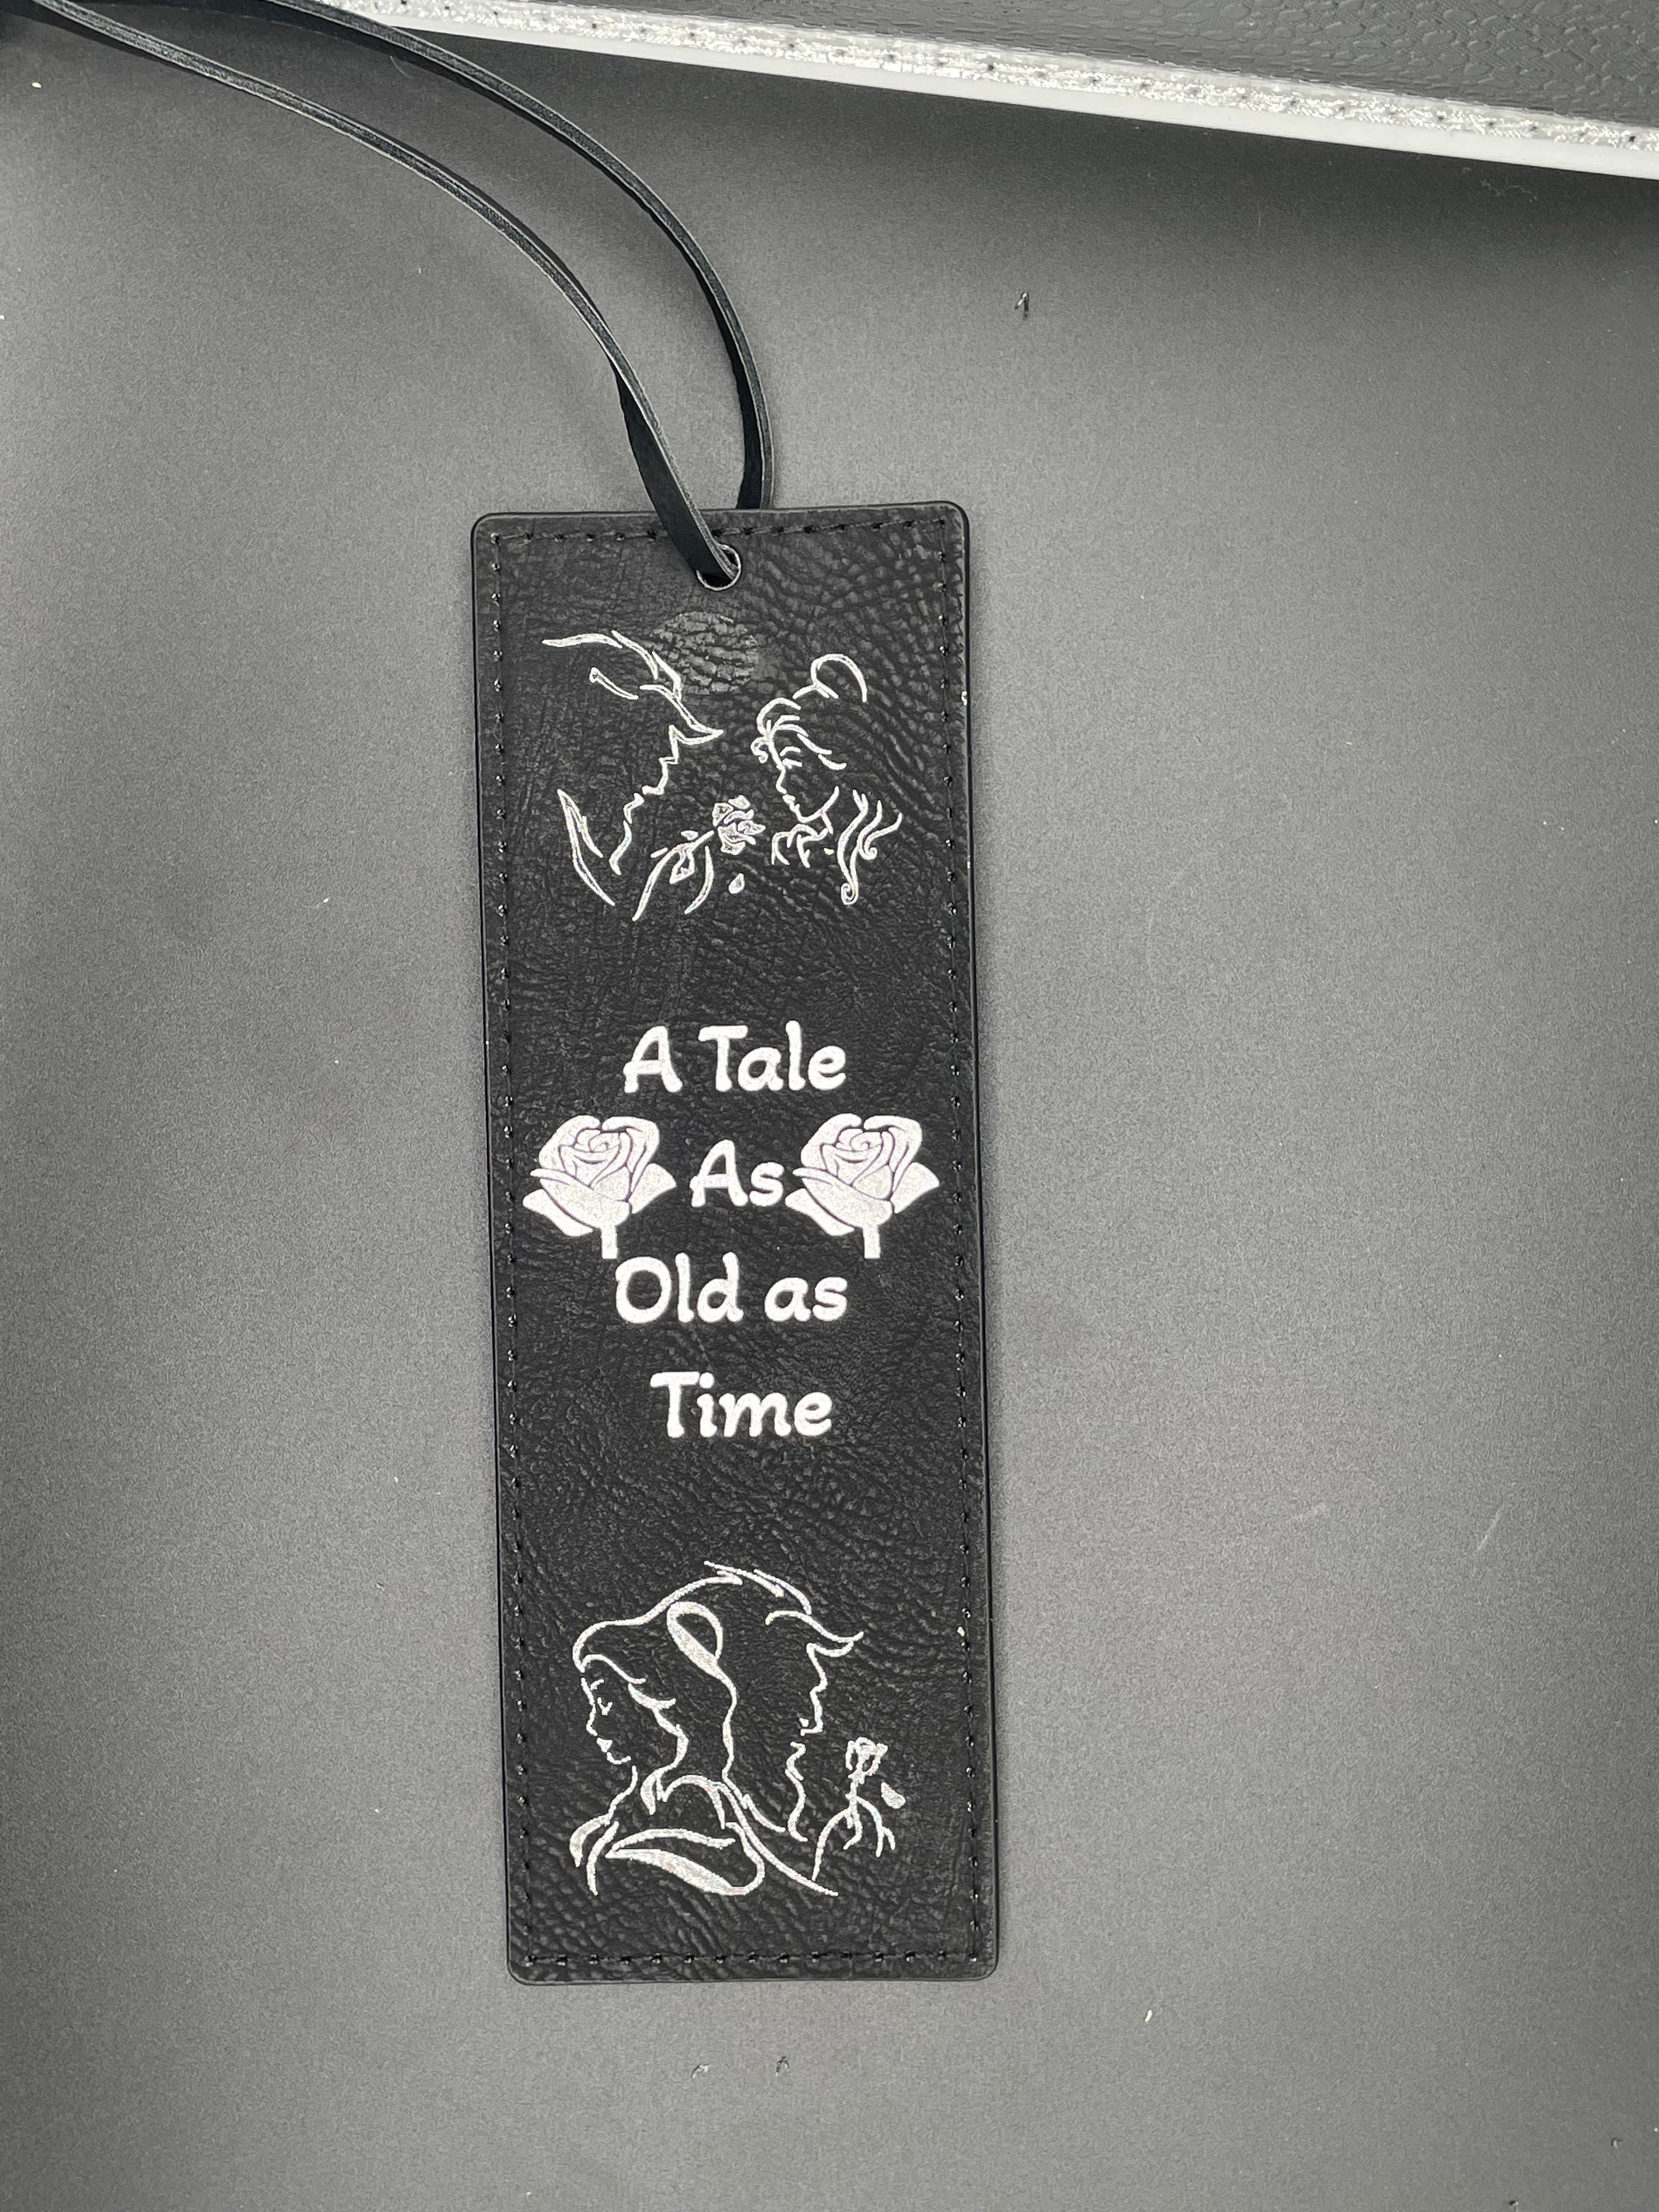 A Tale
As
Old as
Time